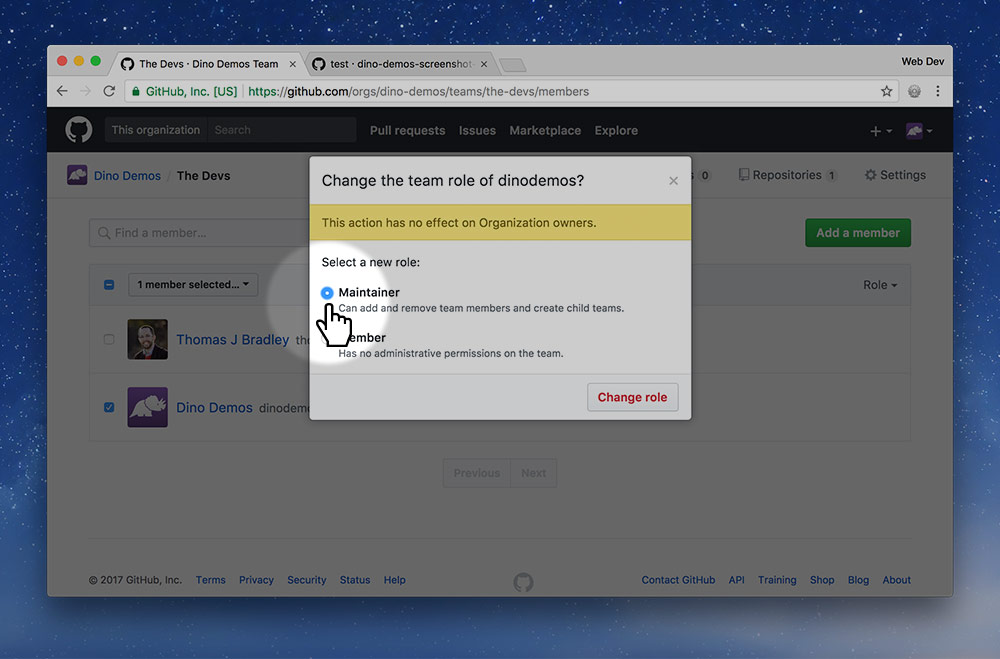 The Devs · Dino Demos Team
test · dino-demos-screenshot
Web Dev
GitHub, Inc. [US]
https://github.com/orgs/dino-demos/teams/the-devs/members
This organization
Search
Pull requests
Issues
Marketplace
Explore
Dino Demos / The Devs
0
Repositories 1
Settings
Change the team role of dinodemos?
This action has no effect on Organization owners.
Find a member...
Add a member
Select a new role:
1 member selected...
Role
Maintainer
Can add and remove team members and create child teams.
Thomas J Bradley
ember
Has no administrative permissions on the team.
Dino Demos dinodem
Change role
Previous
Next
© 2017 GitHub, Inc.
Terms
Privacy
Security
Status
Help
Contact GitHub
API
Training
Shop
Blog
About